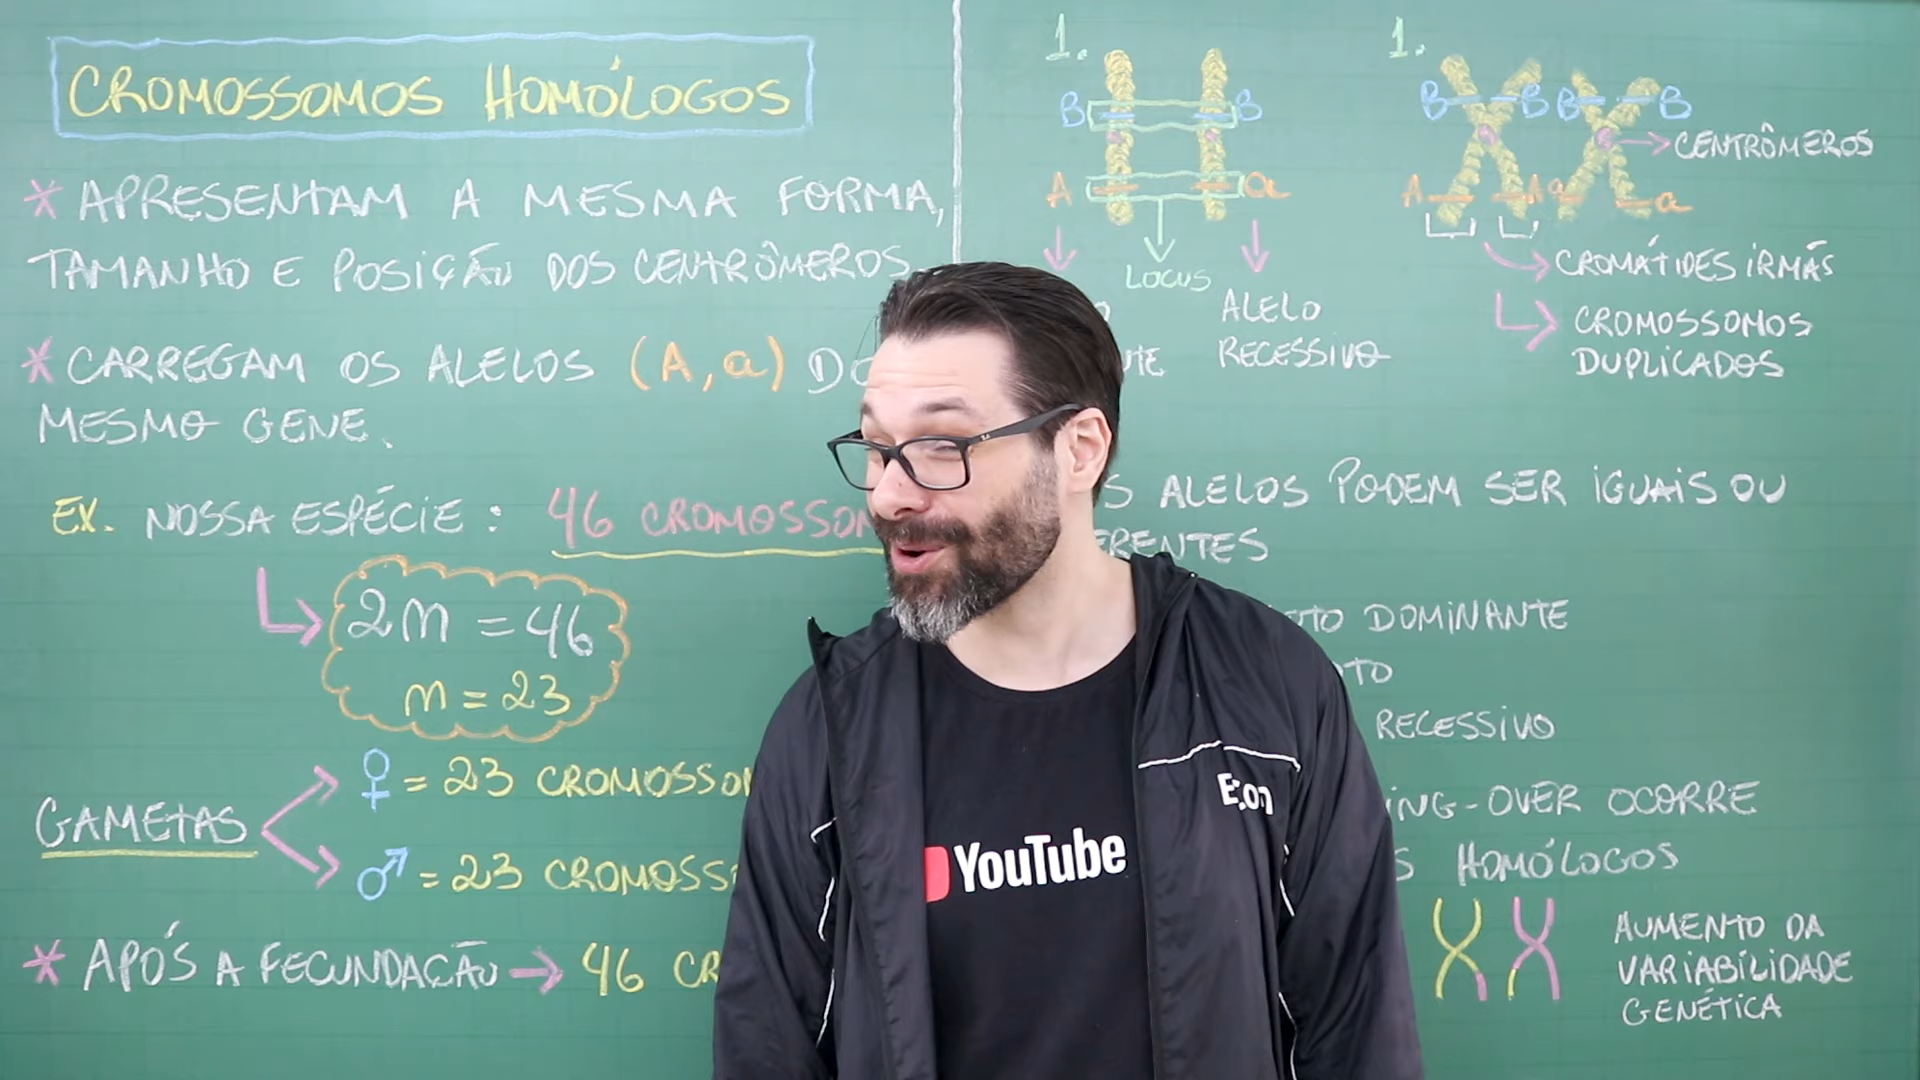 CROMOSSOMOS HOMÓLOGOS
* APRESENTAM A MESMA FORMA,
TAMANHO E POSIÇÃO DOS CENTRÔMEROS
* CARREGAM OS ALELOS (A, a)
MESMO GENE.
EX. NOSSA ESPÉCIE : 46
2m = 46
m = 23
GAMETAS
♀ = 23
♂ = 23
* APÓS A FECUNDAÇÃO → 46
1.
B B
A a
LOCUS
ALELO
RECESSIVO
1.
B B B B
→ CENTRÔMEROS
A A a a
CROMÁTIDES IRMÃS
CROMOSSOMOS
DUPLICADOS
ALELOS PODEM SER IGUAIS OU
DOMINANTE
RECESSIVO
OVER OCORRE
HOMÓLOGOS
AUMENTO DA
VARIABILIDADE
GENÉTICA
YouTube